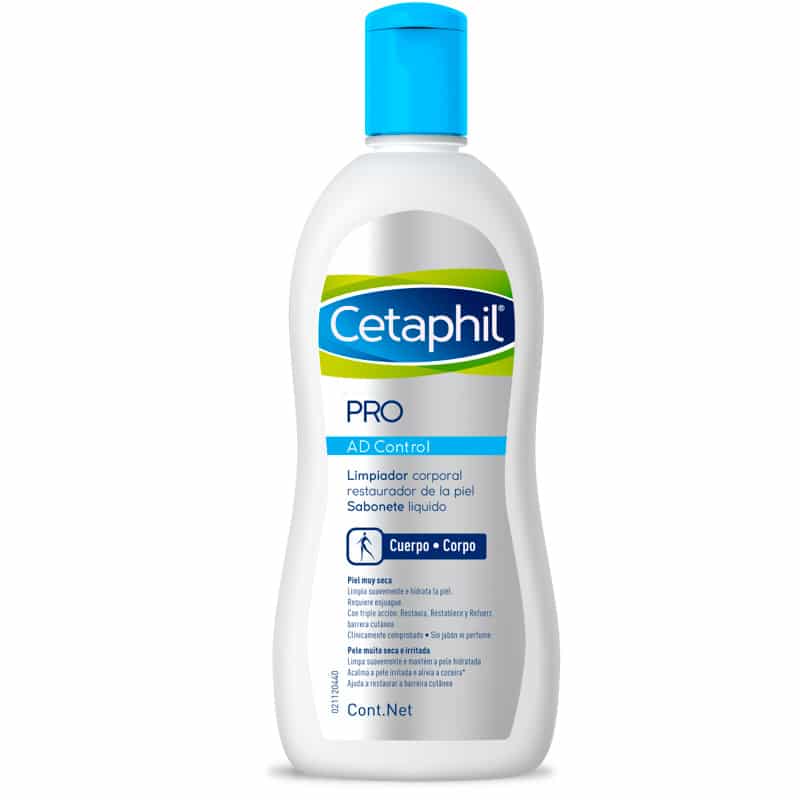 Cetaphil®
PRO
AD Control
Limpiador corporal
restaurador de la piel
Sabonete liquido
Cuerpo • Corpo
Piel muy seca
Limpia suavemente e hidrata la piel.
Requiere enjuague
Con triple acción: Restaura, Restablece y Refuerz
barrera cutánea
Clínicamente comprobado • Sin jabón ni perfume
Pele muito seca e irritada
Limpa suavemente e mantém a pele hidratada
Acalma a pele irritada e alivia a coceira*
Ajuda a restaurar a barreira cutânea
021120440
Cont.Net